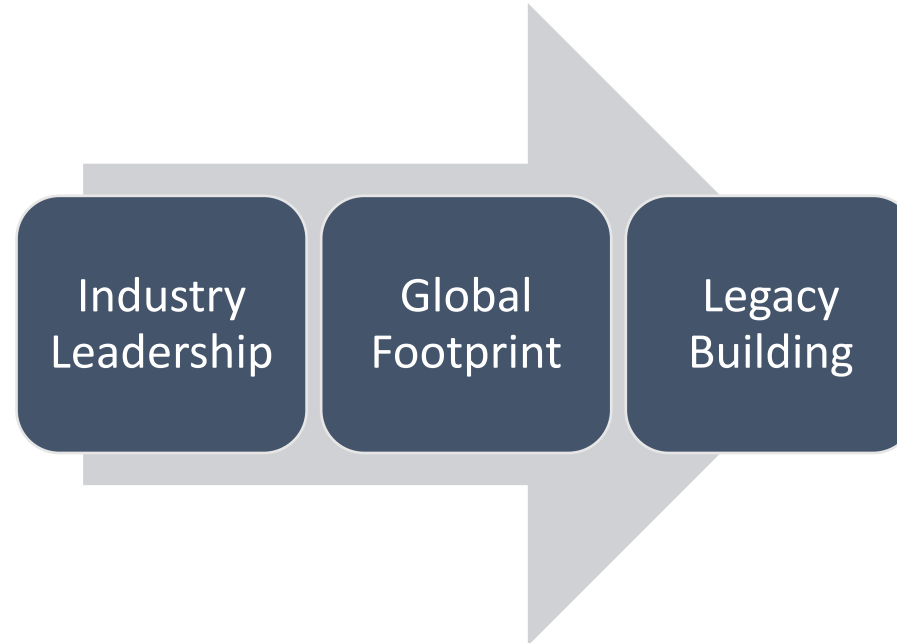 Industry
Leadership
Global
Footprint
Legacy
Building